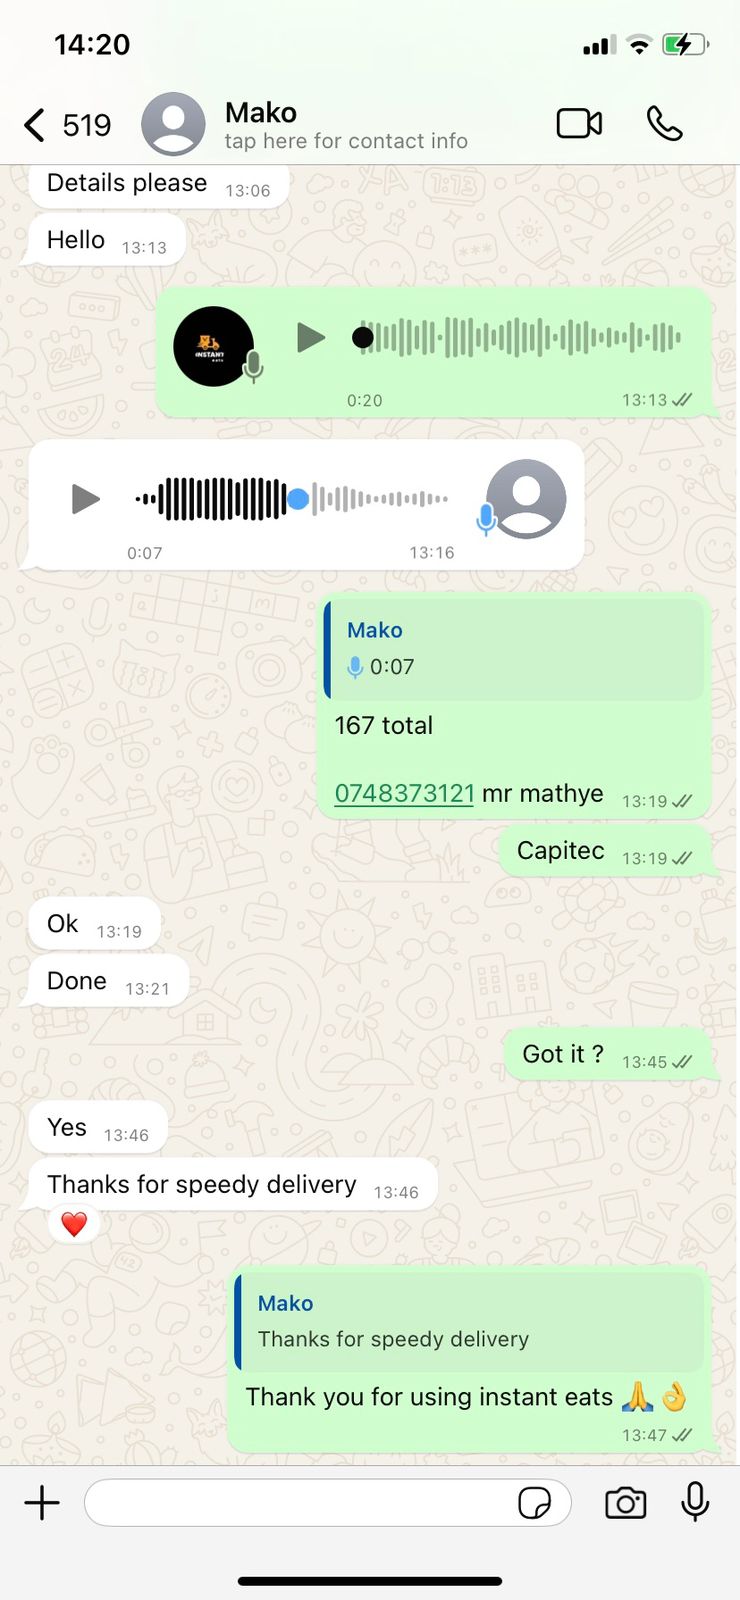 14:20
519
Mako
tap here for contact info
Details please 13:06
Hello 13:13
INSTANT
0:20 13:13
0:07 13:16
Mako
0:07
167 total
0748373121 mr mathye 13:19
Capitec 13:19
Ok 13:19
Done 13:21
Got it ? 13:45
Yes 13:46
Thanks for speedy delivery 13:46
❤️
Mako
Thanks for speedy delivery
Thank you for using instant eats 🙏👌
13:47